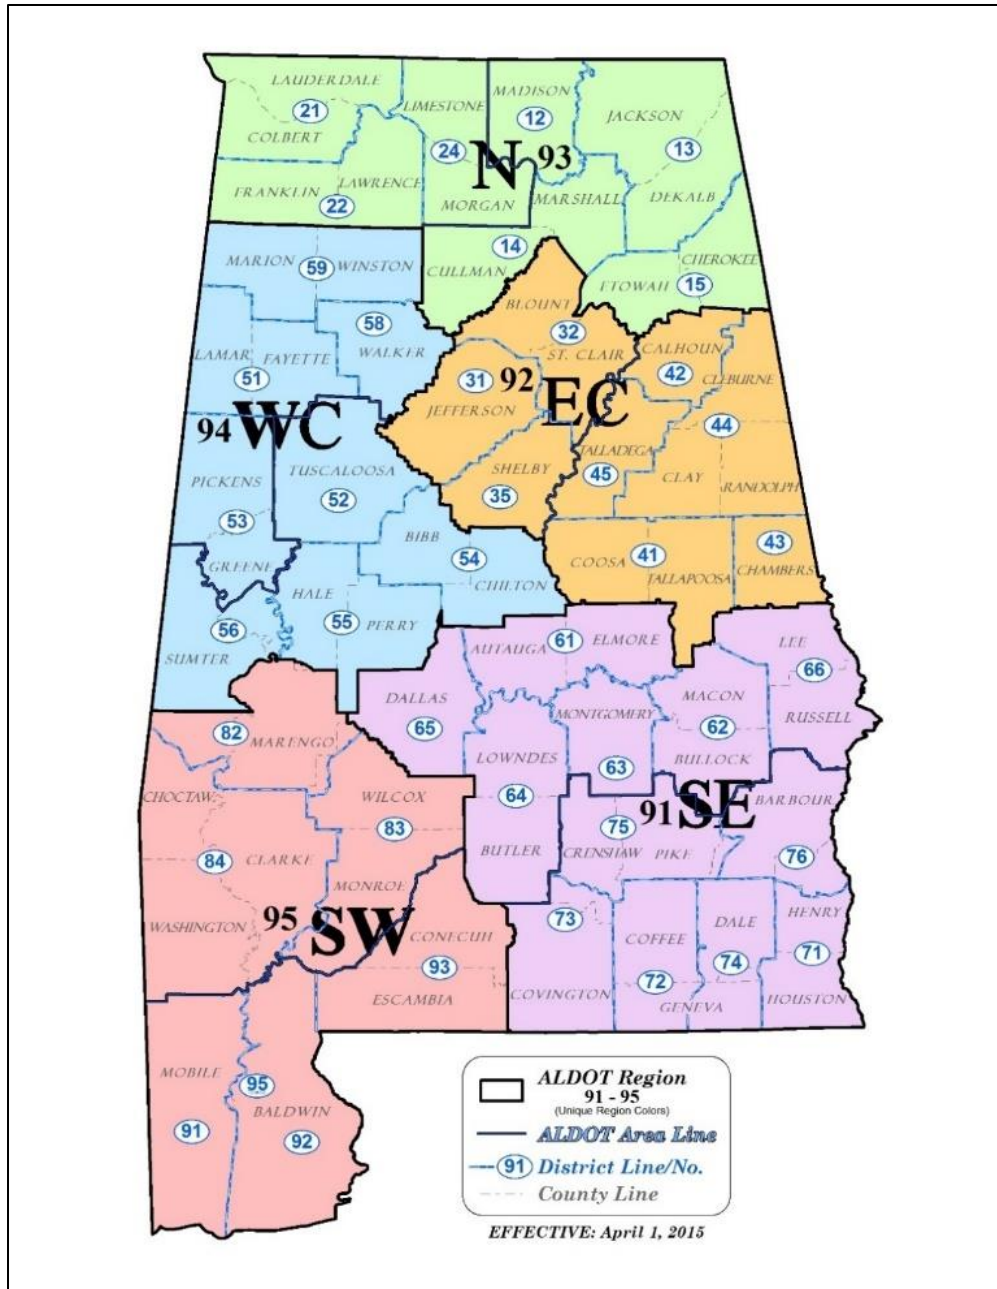 LAUDERDALE
MADISON
LIMESTONE
JACKSON
21
12
COLBERT
24
N 93
13
FRANKLIN
LAWRENCE
MARSHALL
DEKALB
22
MORGAN
14
CHEROKEE
MARION
59
WINSTON
CULLMAN
ETOWAH
15
BLOUNT
58
32
LAMAR
FAYETTE
WALKER
ST. CLAIR
CALHOUN
51
31
92 EC
42
CLEBURNE
JEFFERSON
94 WC
44
TALLADEGA
TUSCALOOSA
SHELBY
45
CLAY
RANDOLPH
PICKENS
52
35
53
BIBB
54
43
GREENE
CHILTON
COOSA
41
TALLAPOOSA
CHAMBERS
HALE
56
55
PERRY
61
ELMORE
LEE
SUMTER
AUTAUGA
66
DALLAS
MACON
MONTGOMERY
RUSSELL
82
65
62
MARENGO
LOWNDES
63
BULLOCK
CHOCTAW
WILCOX
64
91 SE
BARBOUR
83
75
84
CLARKE
BUTLER
CRENSHAW
PIKE
76
MONROE
WASHINGTON
95 SW
73
DALE
HENRY
CONECUH
COFFEE
93
72
74
71
ESCAMBIA
COVINGTON
GENEVA
HOUSTON
MOBILE
95
BALDWIN
91
92
ALDOT Region
91 - 95
(Unique Region Colors)
ALDOT Area Line
91 District Line/No.
County Line
EFFECTIVE: April 1, 2015